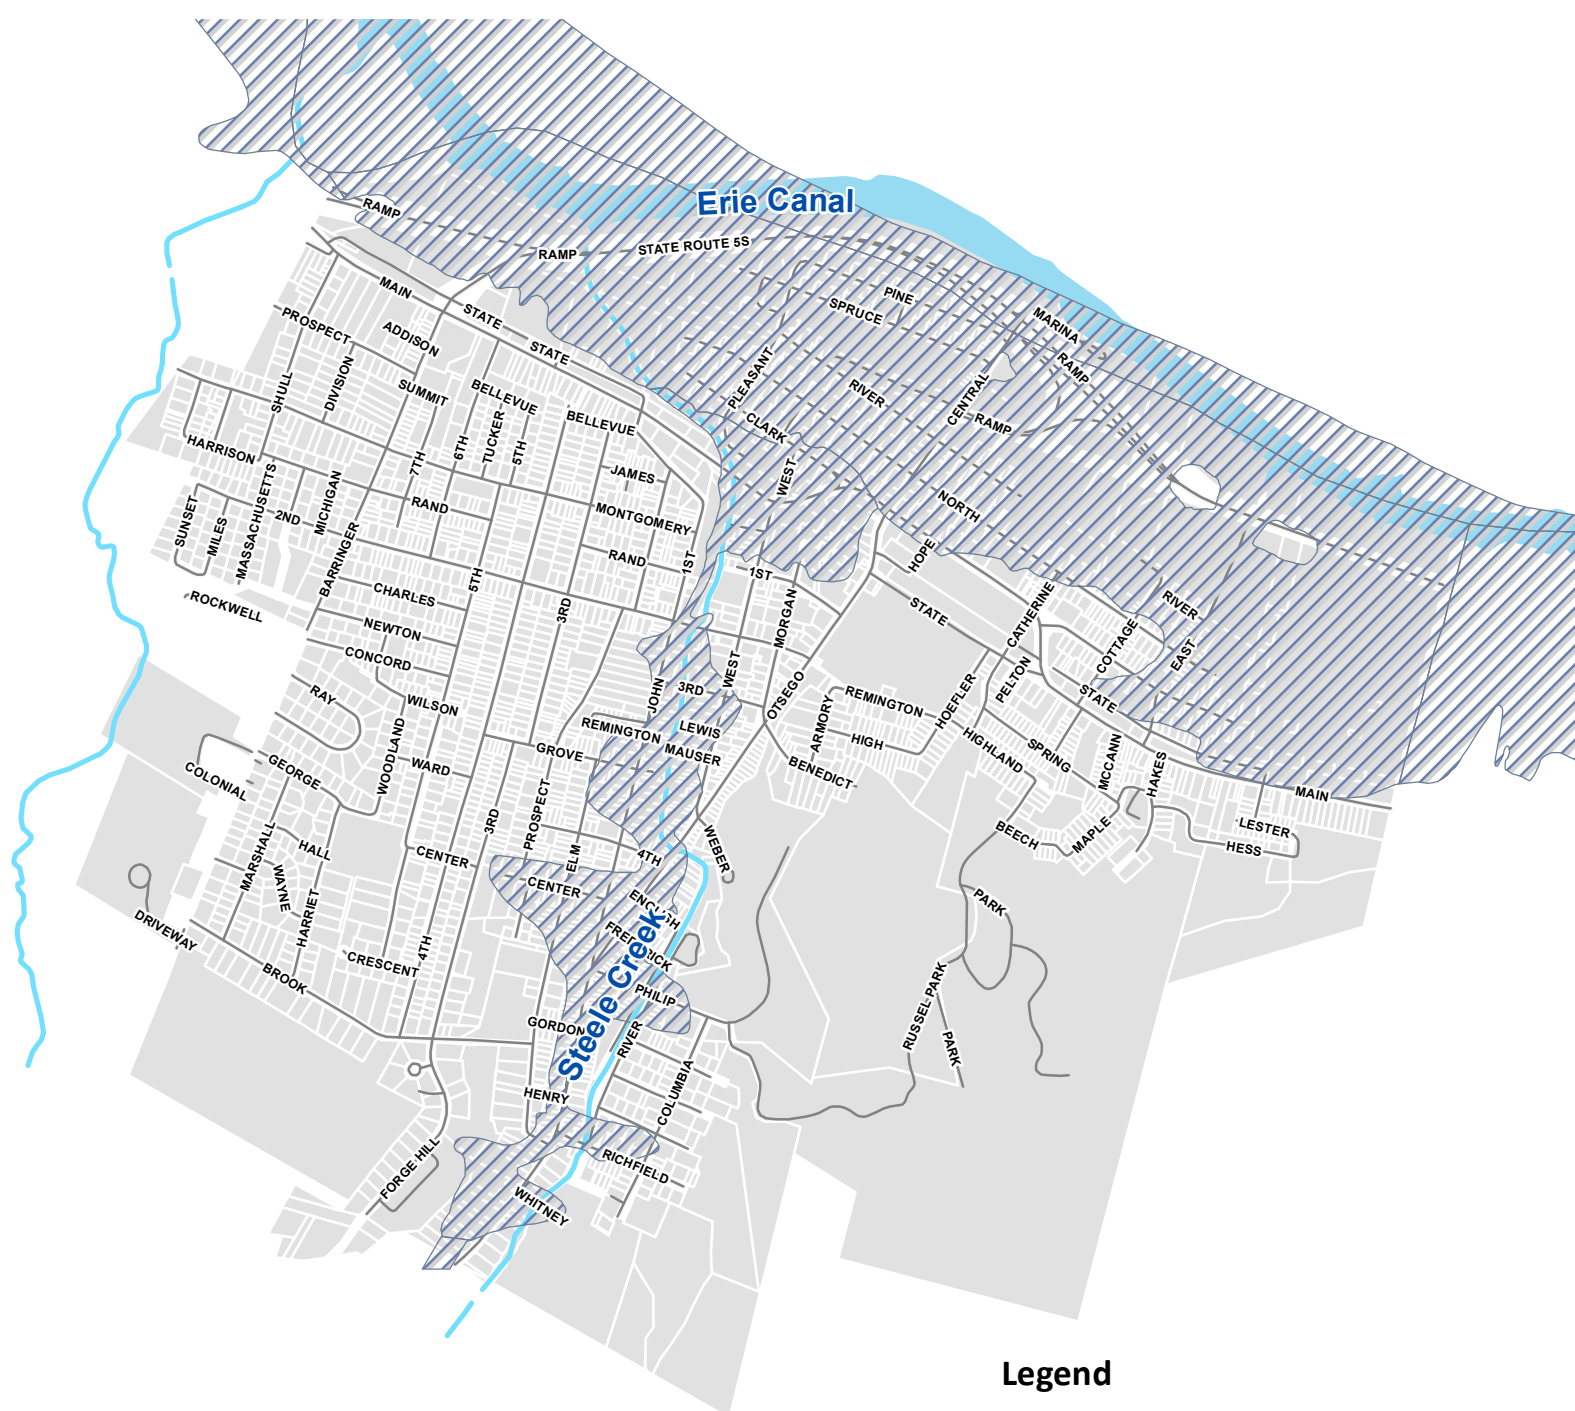 Erie Canal
RAMP
STATE ROUTE 5S
RAMP
MAIN
STATE
STATE
PINE
SPRUCE
MARINA
RAMP
PROSPECT
ADDISON
SHULL
DIVISION
SUMMIT
BELLEVUE
BELLEVUE
PLEASANT
RIVER
CENTRAL
RAMP
CLARK
TUCKER
6TH
5TH
7TH
HARRISON
JAMES
WEST
MASSACHUSETTS
MICHIGAN
RAND
MONTGOMERY
NORTH
SUNSET
MILES
2ND
BARRINGER
RAND
1ST
1ST
HOPE
5TH
CHARLES
ROCKWELL
NEWTON
3RD
MORGAN
STATE
CATHERINE
RIVER
COTTAGE
EAST
CONCORD
WEST
RAY
WILSON
JOHN
3RD
OTSEGO
ARMORY
REMINGTON
HOEFLER
PELTON
STATE
WOODLAND
REMINGTON
LEWIS
MAUSER
HIGH
HIGHLAND
SPRING
MCCANN
HAKES
GROVE
BENEDICT
MAIN
COLONIAL
GEORGE
WARD
3RD
PROSPECT
ELM
4TH
WEBER
BEECH
MAPLE
LESTER
HESS
MARSHALL
HALL
CENTER
WAYNE
HARRIET
CENTER
ENGLISH
PARK
DRIVEWAY
FREDERICK
CRESCENT
4TH
BROOK
PHILIP
RUSSEL PARK
PARK
Steele Creek
GORDON
RIVER
HENRY
COLUMBIA
FORGE HILL
RICHFIELD
WHITNEY
Legend